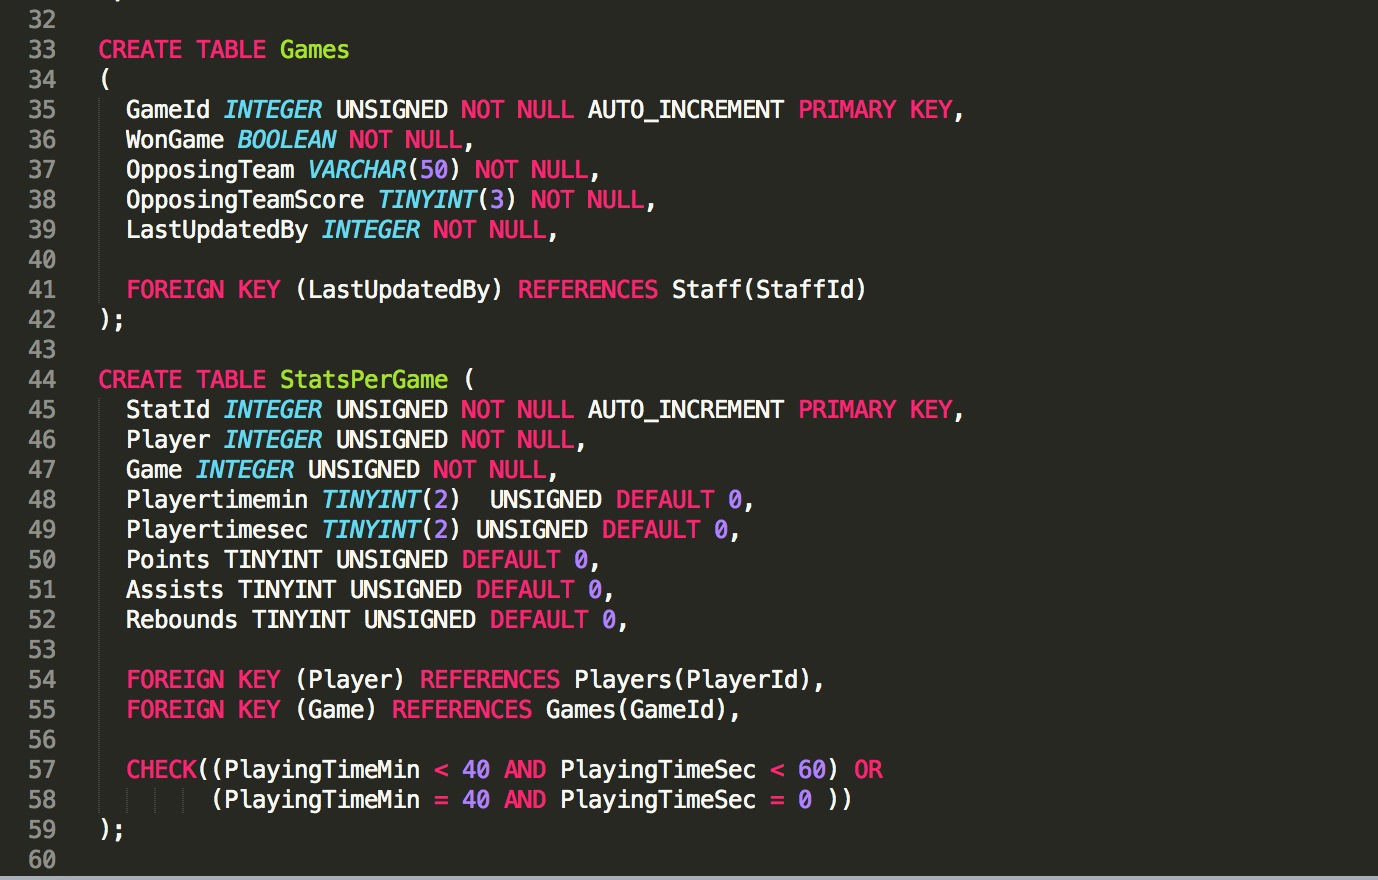 32
33 CREATE TABLE Games
34 (
35 GameId INTEGER UNSIGNED NOT NULL AUTO_INCREMENT PRIMARY KEY,
36 WonGame BOOLEAN NOT NULL,
37 OpposingTeam VARCHAR(50) NOT NULL,
38 OpposingTeamScore TINYINT(3) NOT NULL,
39 LastUpdatedBy INTEGER NOT NULL,
40
41 FOREIGN KEY (LastUpdatedBy) REFERENCES Staff(StaffId)
42 );
43
44 CREATE TABLE StatsPerGame (
45 StatId INTEGER UNSIGNED NOT NULL AUTO_INCREMENT PRIMARY KEY,
46 Player INTEGER UNSIGNED NOT NULL,
47 Game INTEGER UNSIGNED NOT NULL,
48 Playertimemin TINYINT(2)  UNSIGNED DEFAULT 0,
49 Playertimesec TINYINT(2) UNSIGNED DEFAULT 0,
50 Points TINYINT UNSIGNED DEFAULT 0,
51 Assists TINYINT UNSIGNED DEFAULT 0,
52 Rebounds TINYINT UNSIGNED DEFAULT 0,
53
54 FOREIGN KEY (Player) REFERENCES Players(PlayerId),
55 FOREIGN KEY (Game) REFERENCES Games(GameId),
56
57 CHECK((PlayingTimeMin < 40 AND PlayingTimeSec < 60) OR
58 (PlayingTimeMin = 40 AND PlayingTimeSec = 0 ))
59 );
60